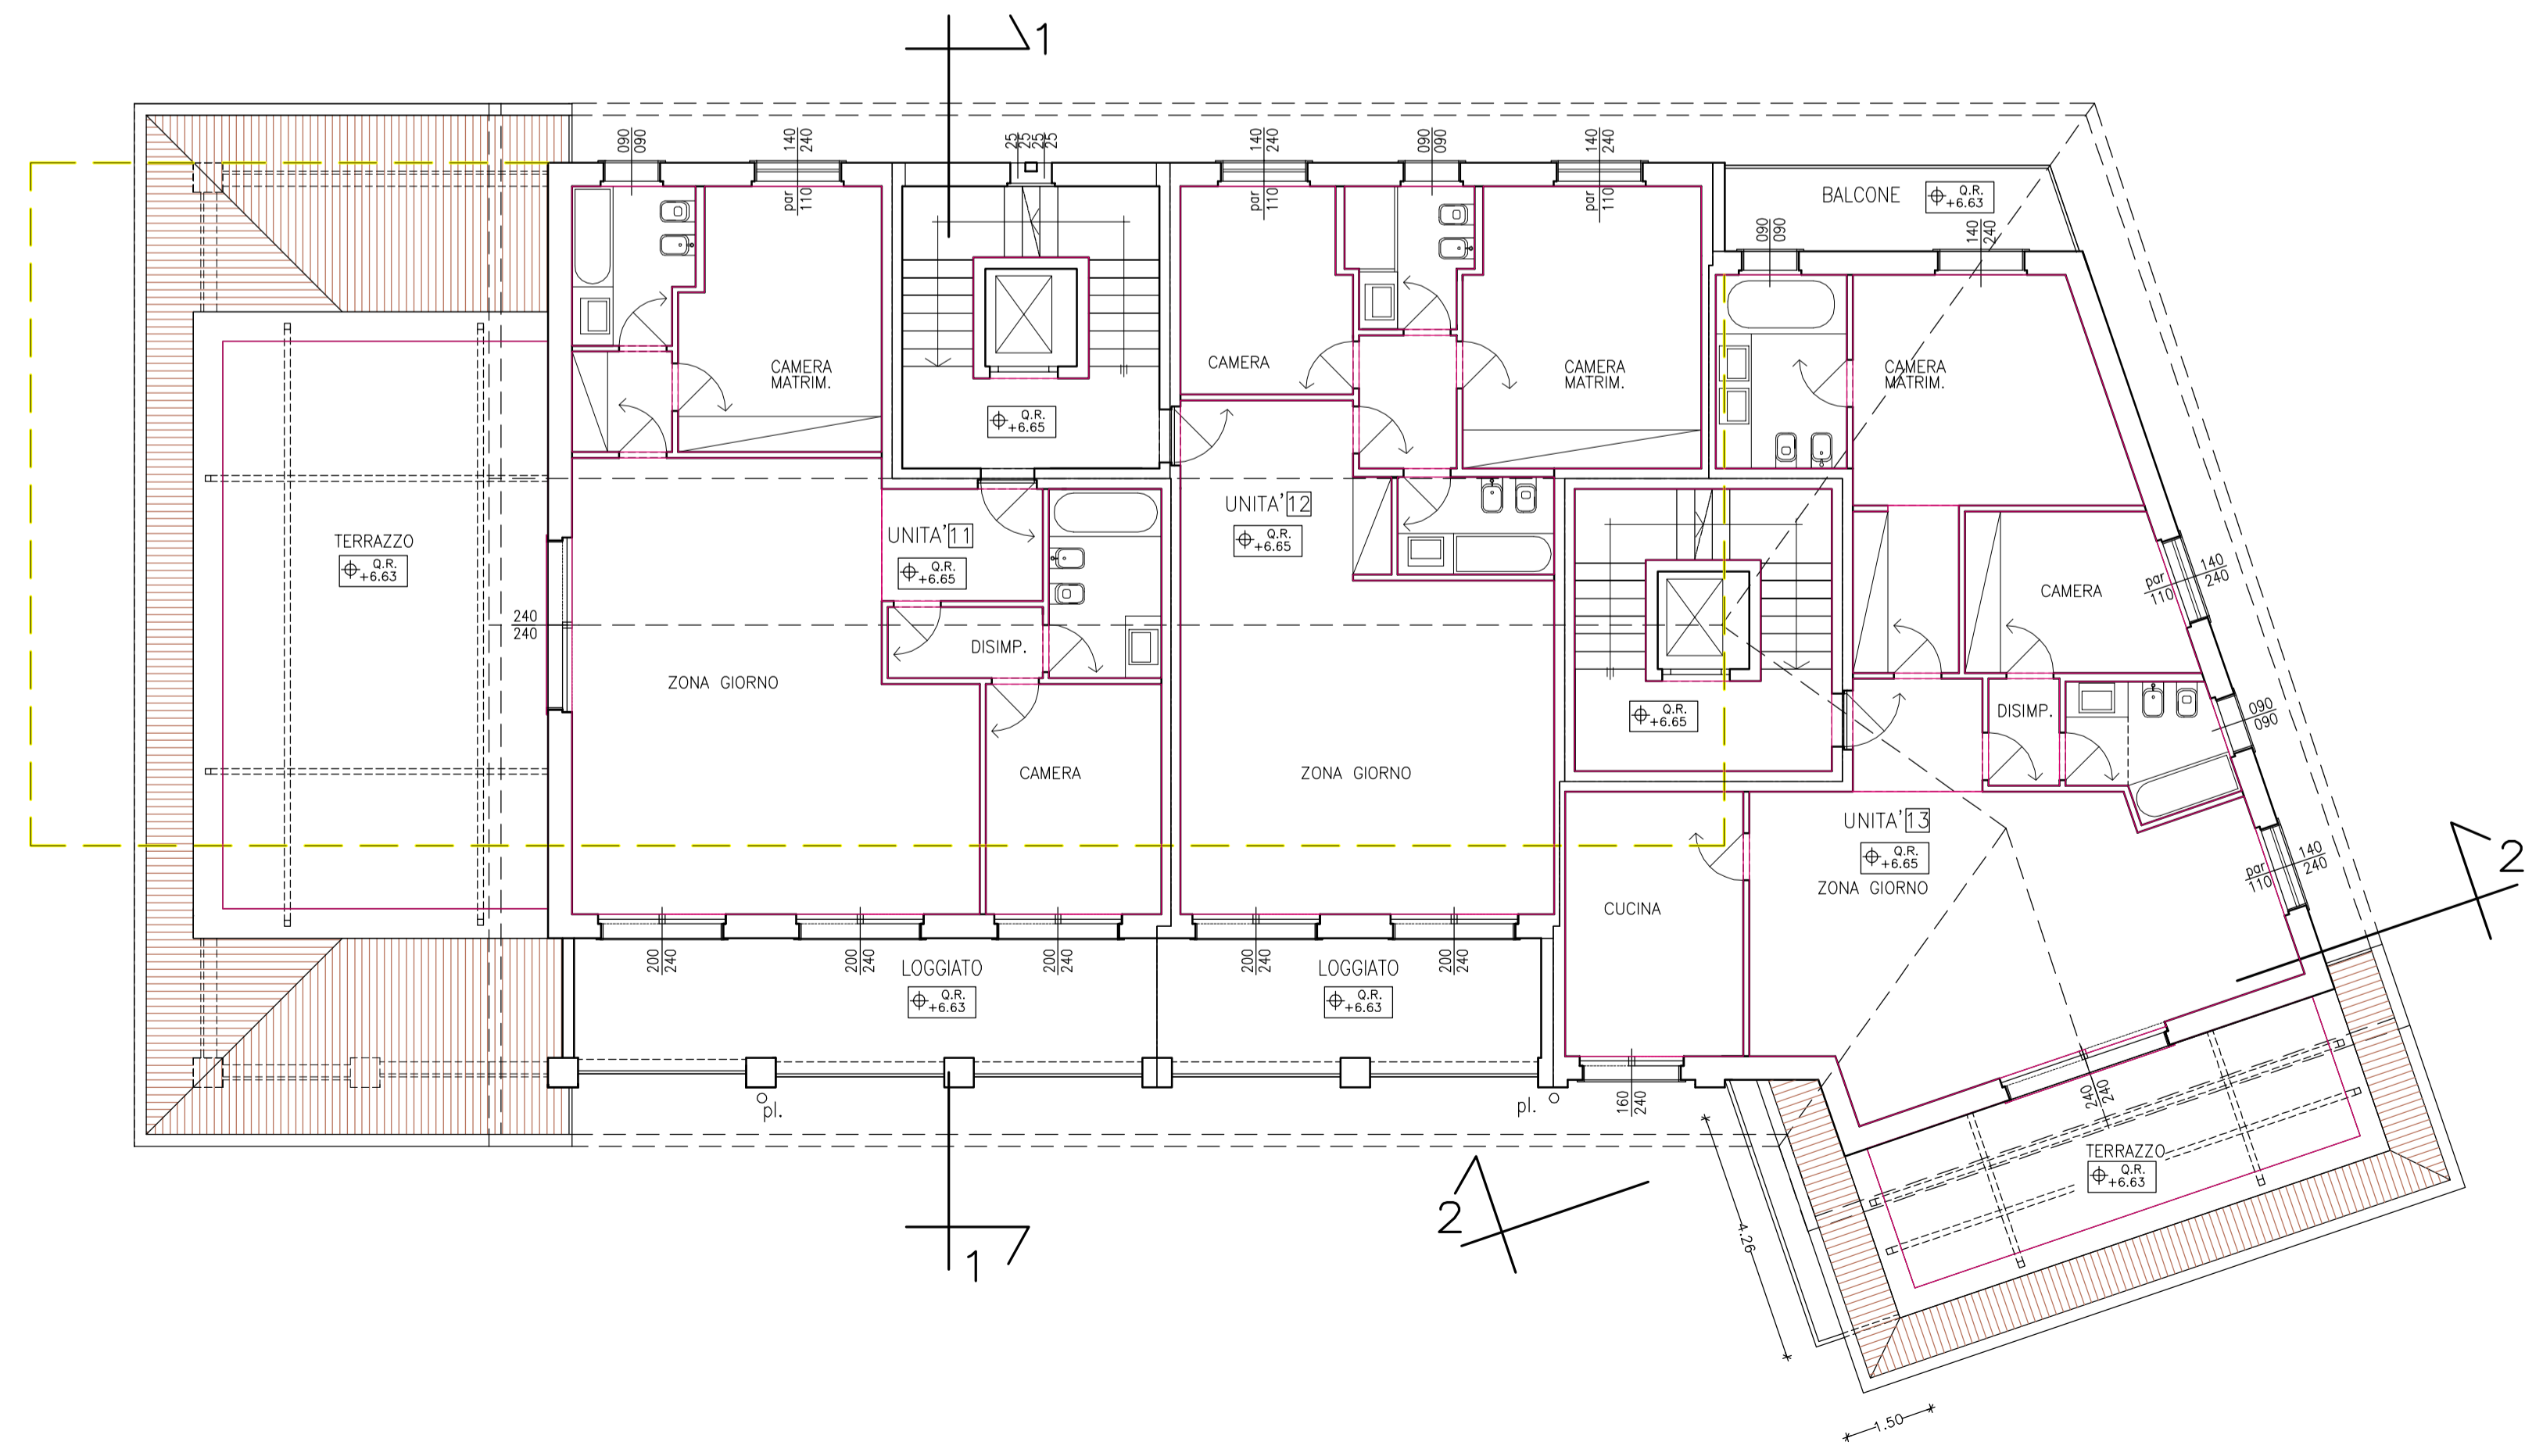 1
090
090
140
240
25
25
25
25
140
240
090
090
140
240
par
110
par
110
par
110
BALCONE
Q.R.
+6.63
090
090
140
240
CAMERA
MATRIM.
CAMERA
CAMERA
MATRIM.
CAMERA
MATRIM.
Q.R.
+6.65
UNITA' 12
Q.R.
+6.65
UNITA' 11
Q.R.
+6.65
TERRAZZO
Q.R.
+6.63
240
240
140
240
par
110
CAMERA
DISIMP.
ZONA GIORNO
CAMERA
ZONA GIORNO
Q.R.
+6.65
DISIMP.
090
090
UNITA' 13
Q.R.
+6.65
ZONA GIORNO
140
240
par
110
2
CUCINA
200
240
200
240
200
240
200
240
200
240
LOGGIATO
Q.R.
+6.63
LOGGIATO
Q.R.
+6.63
pl.
pl.
160
240
240
240
TERRAZZO
Q.R.
+6.63
2
4.26
1
1.50